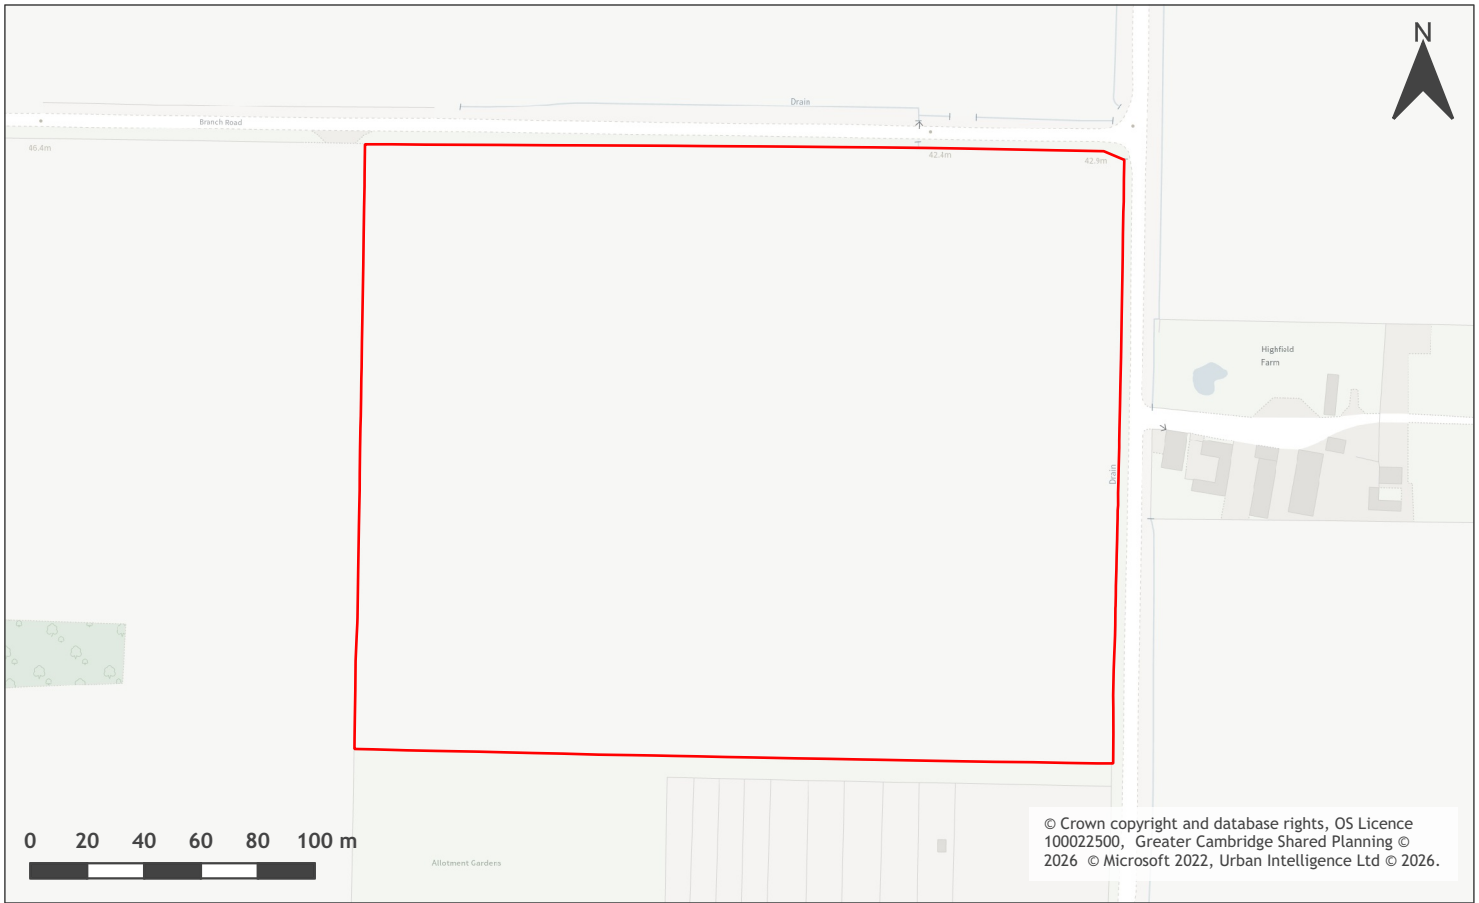 N
Drain
Branch Road
46.4m
42.4m
42.9m
Highfield
Farm
Drain
0 20 40 60 80 100 m
Allotment Gardens
© Crown copyright and database rights, OS Licence
100022500, Greater Cambridge Shared Planning ©
2026 © Microsoft 2022, Urban Intelligence Ltd © 2026.